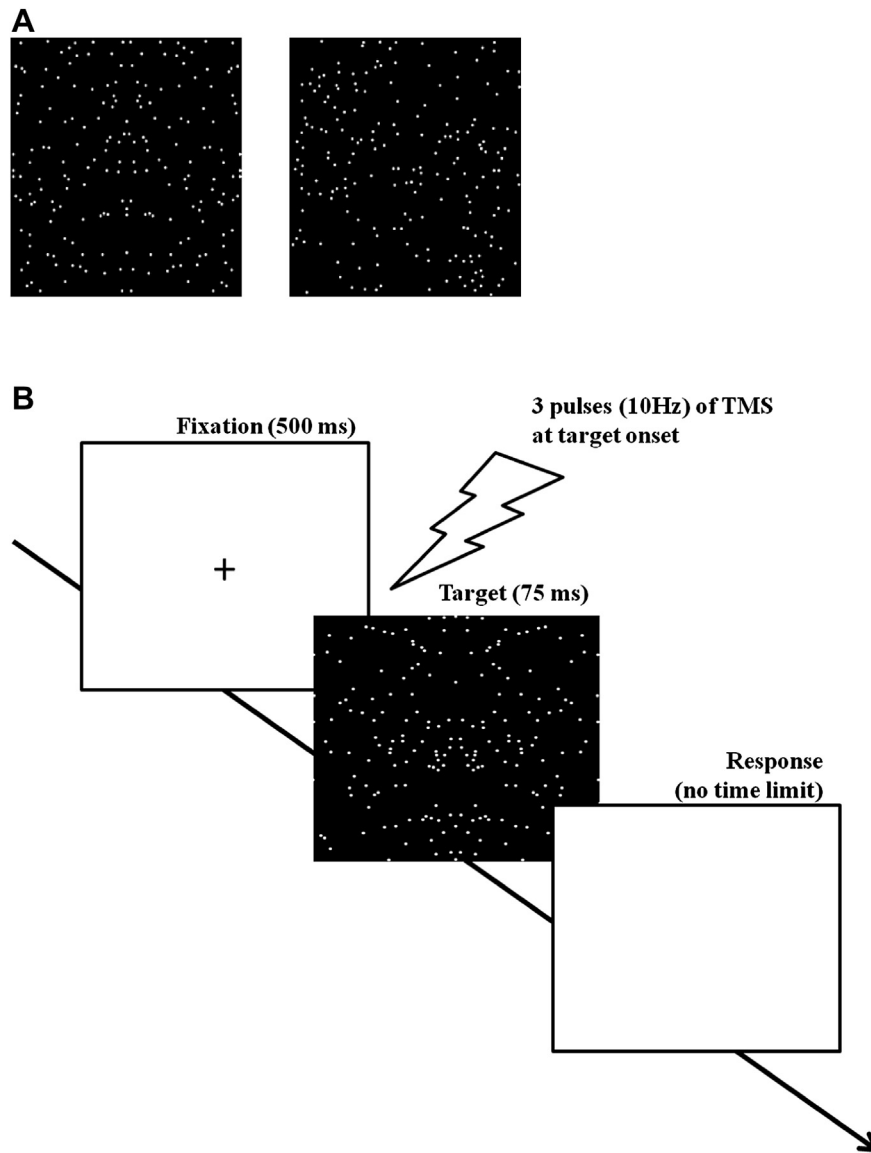 A
B
Fixation (500 ms)
3 pulses (10Hz) of TMS
at target onset
Target (75 ms)
Response
(no time limit)